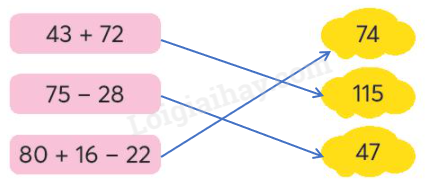 43 + 72
74
75 – 28
115
80 + 16 – 22
47
Loigiaihay.com